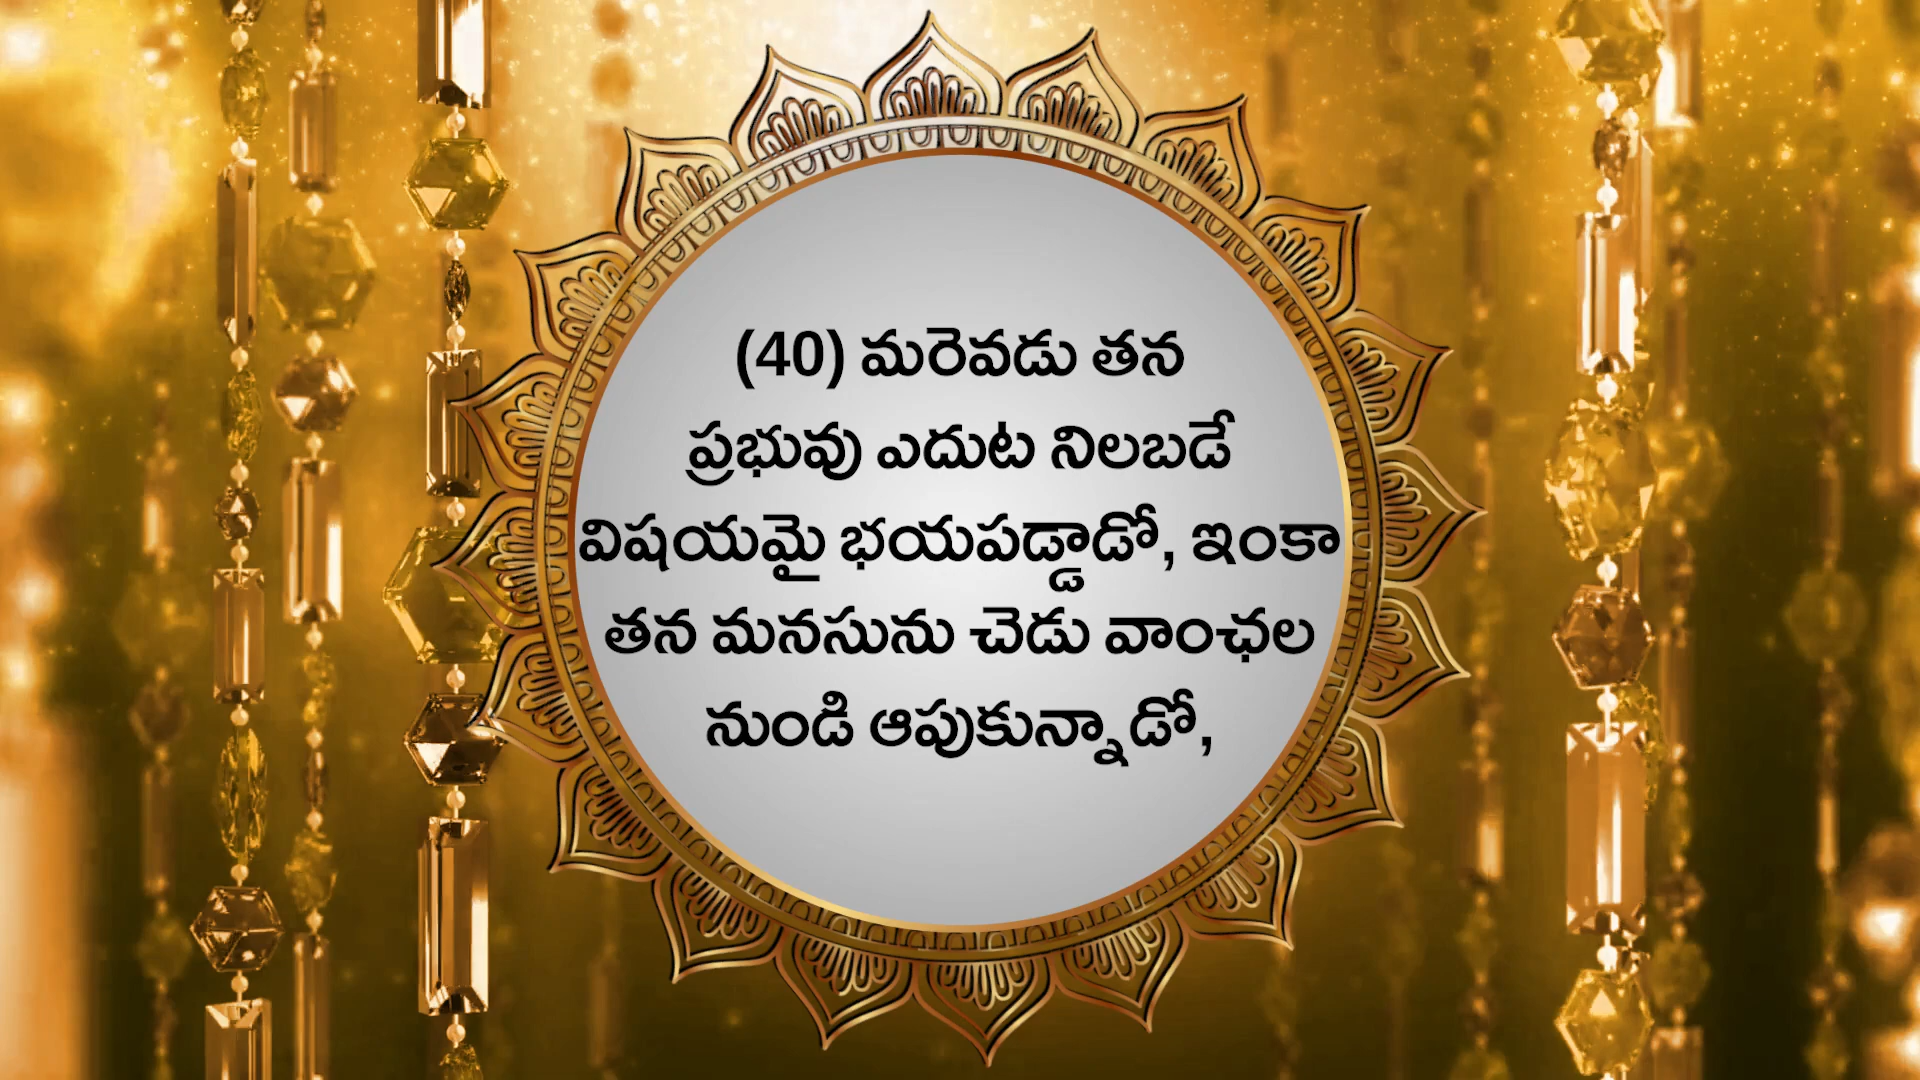 (40) మరెవడు తన
ప్రభువు ఎదుట నిలబడే
విషయమై భయపడ్డాడో, ఇంకా
తన మనసును చెడు వాంఛల
నుండి ఆపుకున్నాడో,